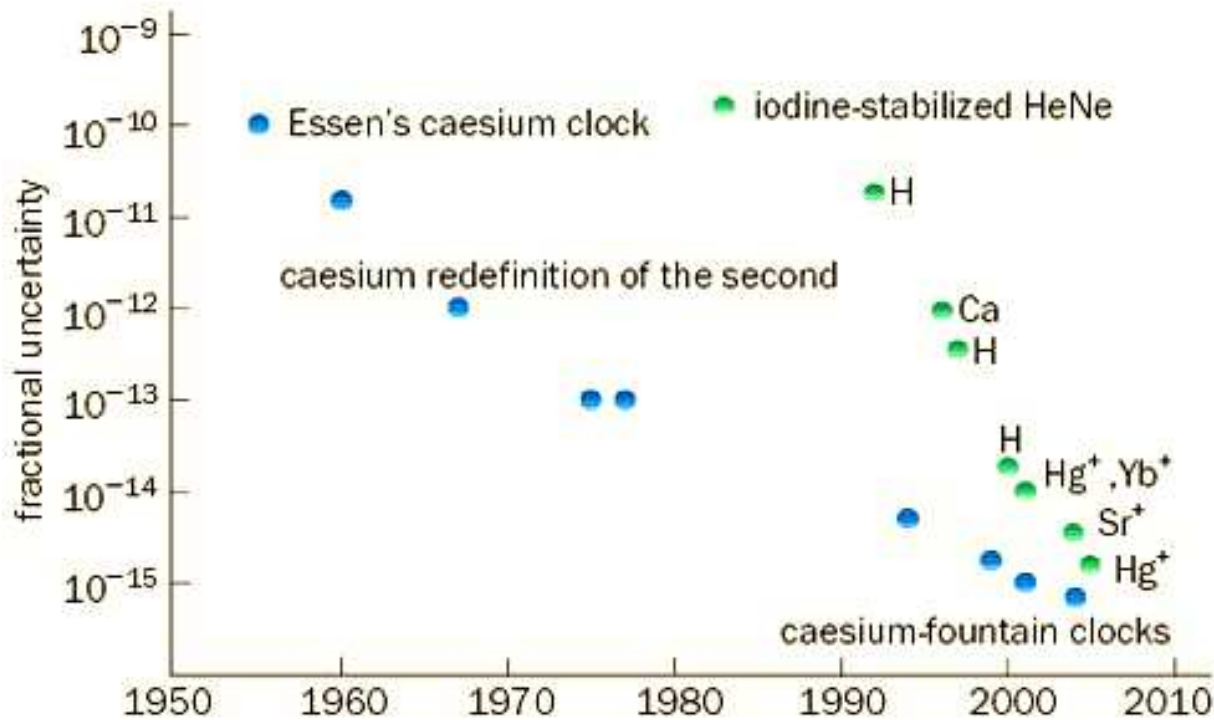 fractional uncertainty
10⁻⁹
10⁻¹⁰
10⁻¹¹
10⁻¹²
10⁻¹³
10⁻¹⁴
10⁻¹⁵
Essen's caesium clock
iodine-stabilized HeNe
H
caesium redefinition of the second
Ca
H
H
Hg⁺ ,Yb⁺
Sr⁺
Hg⁺
caesium-fountain clocks
1950 1960 1970 1980 1990 2000 2010